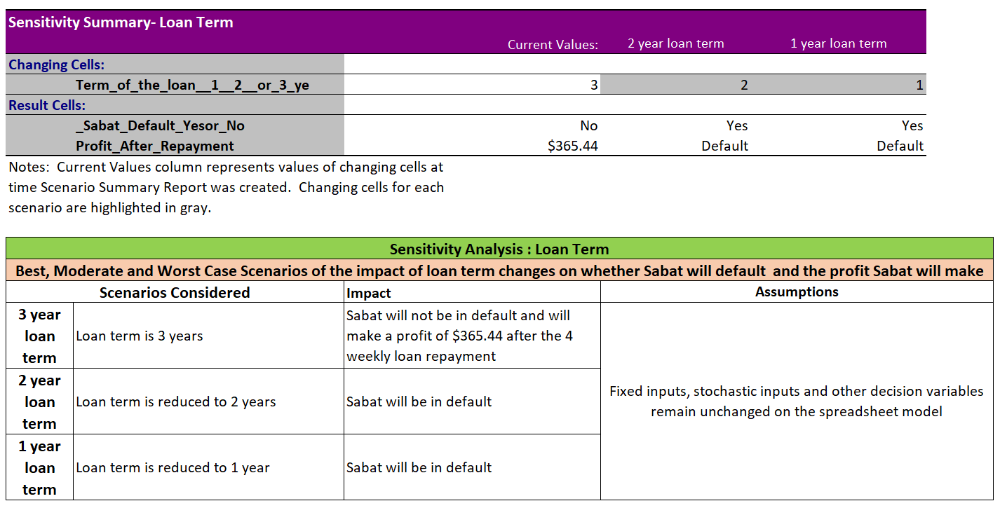 Sensitivity Summary- Loan Term
Current Values: 2 year loan term 1 year loan term
Changing Cells:
Term_of_the_loan__1__2__or_3_ye 3 2 1
Result Cells:
_Sabat_Default_Yesor_No No Yes Yes
Profit_After_Repayment $365.44 Default Default
Notes:  Current Values column represents values of changing cells at
time Scenario Summary Report was created.  Changing cells for each
scenario are highlighted in gray.
Sensitivity Analysis : Loan Term
Best, Moderate and Worst Case Scenarios of the impact of loan term changes on whether Sabat will default  and the profit Sabat will make
Scenarios Considered Impact Assumptions
3 year
loan
term
Loan term is 3 years
Sabat will not be in default and will
make a profit of $365.44 after the 4
weekly loan repayment
2 year
loan
term
Loan term is reduced to 2 years
Sabat will be in default
1 year
loan
term
Loan term is reduced to 1 year
Sabat will be in default
Fixed inputs, stochastic inputs and other decision variables
remain unchanged on the spreadsheet model